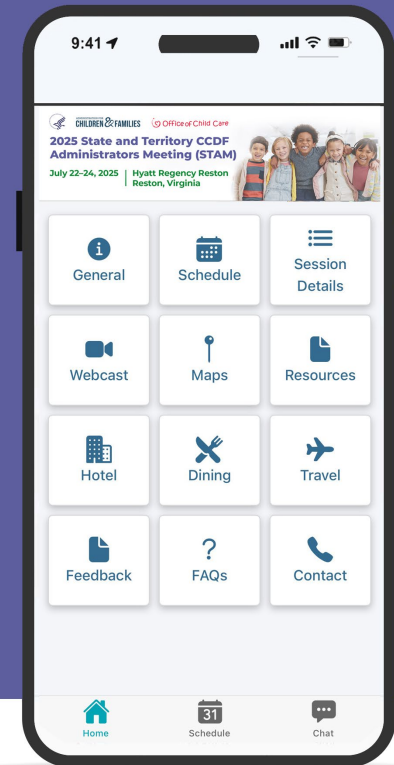 9:41
CHILDREN & FAMILIES Office of Child Care
2025 State and Territory CCDF
Administrators Meeting (STAM)
July 22–24, 2025 | Hyatt Regency Reston
Reston, Virginia
General
Schedule
Session
Details
Webcast
Maps
Resources
Hotel
Dining
Travel
Feedback
FAQs
Contact
31
Home
Schedule
Chat